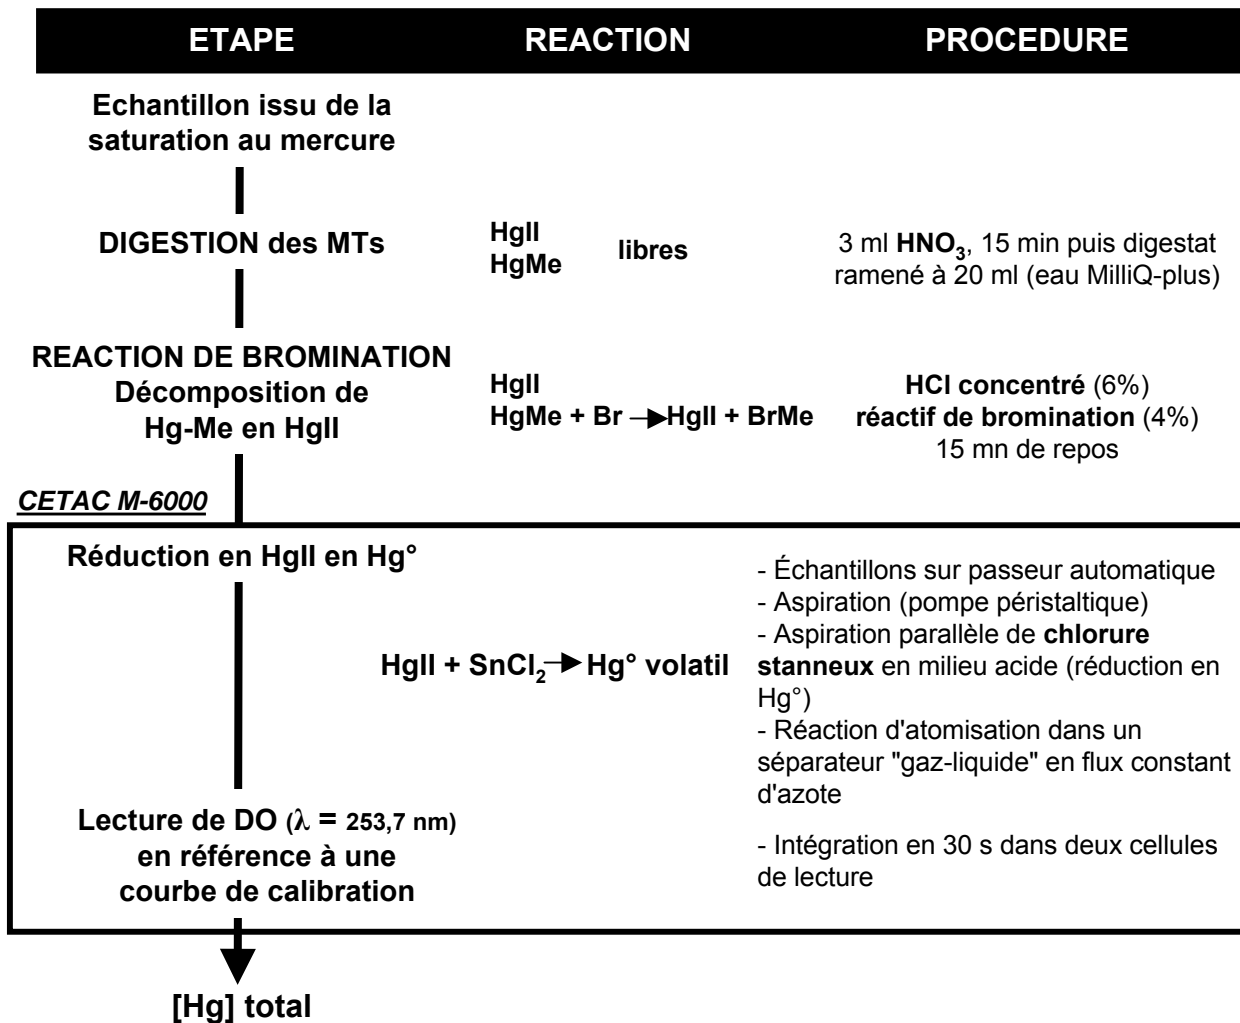 ETAPE REACTION PROCEDURE
Echantillon issu de la
saturation au mercure
DIGESTION des MTs
HgII
HgMe
libres
3 ml HNO₃, 15 min puis digestat
ramené à 20 ml (eau MilliQ-plus)
REACTION DE BROMINATION
Décomposition de
Hg-Me en HgII
HgII
HgMe + Br → HgII + BrMe
HCl concentré (6%)
réactif de bromination (4%)
15 mn de repos
CETAC M-6000
Réduction en HgII en Hg°
HgII + SnCl₂ → Hg° volatil
- Échantillons sur passeur automatique
- Aspiration (pompe péristaltique)
- Aspiration parallèle de chlorure
stanneux en milieu acide (réduction en
Hg°)
- Réaction d'atomisation dans un
séparateur "gaz-liquide" en flux constant
d'azote
- Intégration en 30 s dans deux cellules
de lecture
Lecture de DO (λ = 253,7 nm)
en référence à une
courbe de calibration
[Hg] total